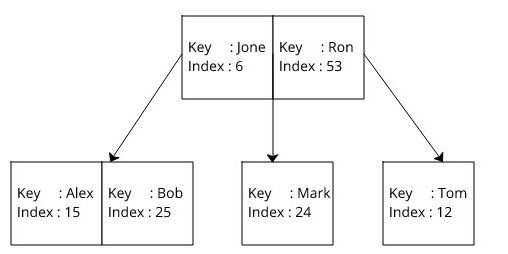 Key : Jone
Index : 6
Key : Ron
Index : 53
Key : Alex
Index : 15
Key : Bob
Index : 25
Key : Mark
Index : 24
Key : Tom
Index : 12